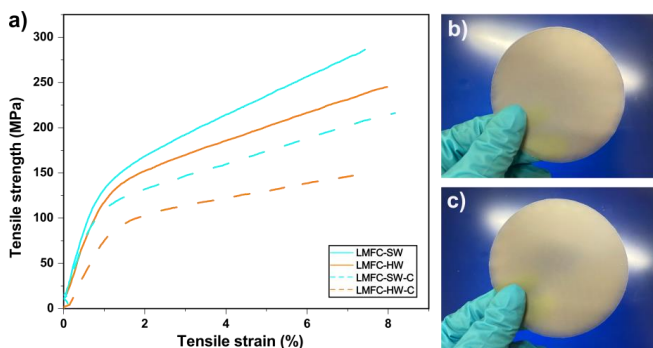 a)
300
250
200
150
100
50
0
0
2
4
6
8
Tensile strength (MPa)
Tensile strain (%)
LMFC-SW
LMFC-HW
LMFC-SW-C
LMFC-HW-C
b)
c)